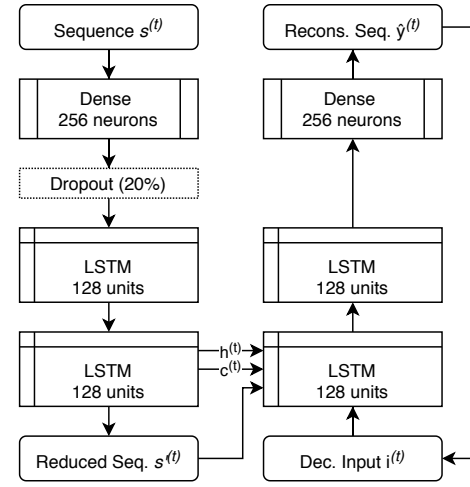 Sequence s(t)
Dense
256 neurons
Dropout (20%)
LSTM
128 units
LSTM
128 units
Reduced Seq. s'(t)
h(t)
c(t)
Recons. Seq. ŷ(t)
Dense
256 neurons
LSTM
128 units
LSTM
128 units
Dec. Input i(t)